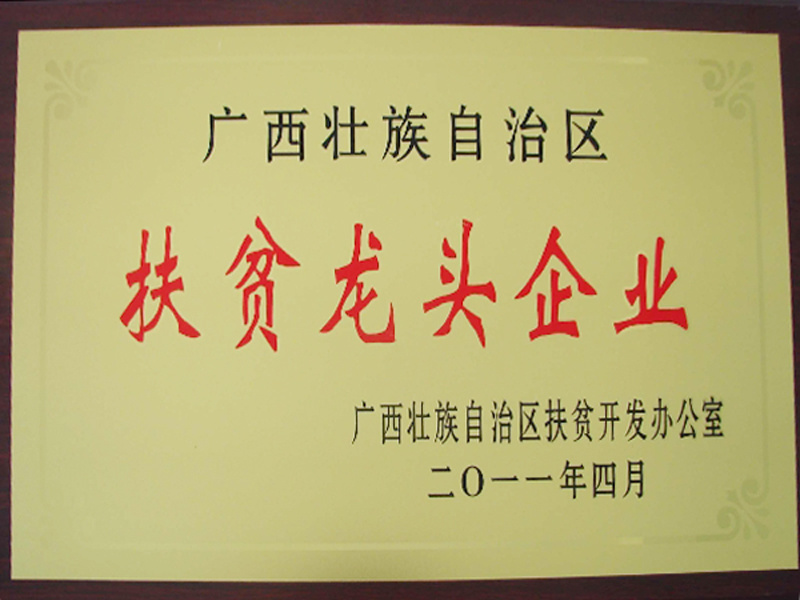 广西壮族自治区
扶贫龙头企业
广西壮族自治区扶贫开发办公室
二〇一一年四月